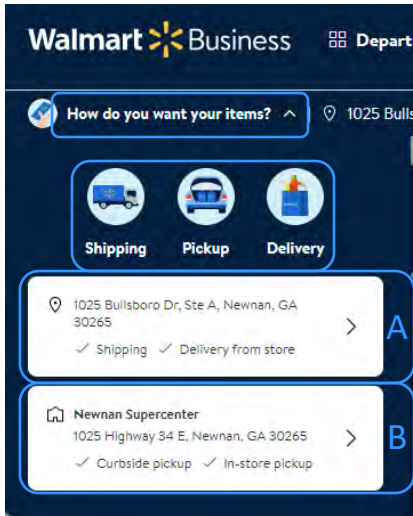 Walmart Business Depart
How do you want your items? 1025 Bulls
Shipping Pickup Delivery
1025 Bullsboro Dr, Ste A, Newnan, GA
30265
Shipping Delivery from store
A
Newnan Supercenter
1025 Highway 34 E, Newnan, GA 30265
Curbside pickup In-store pickup
B